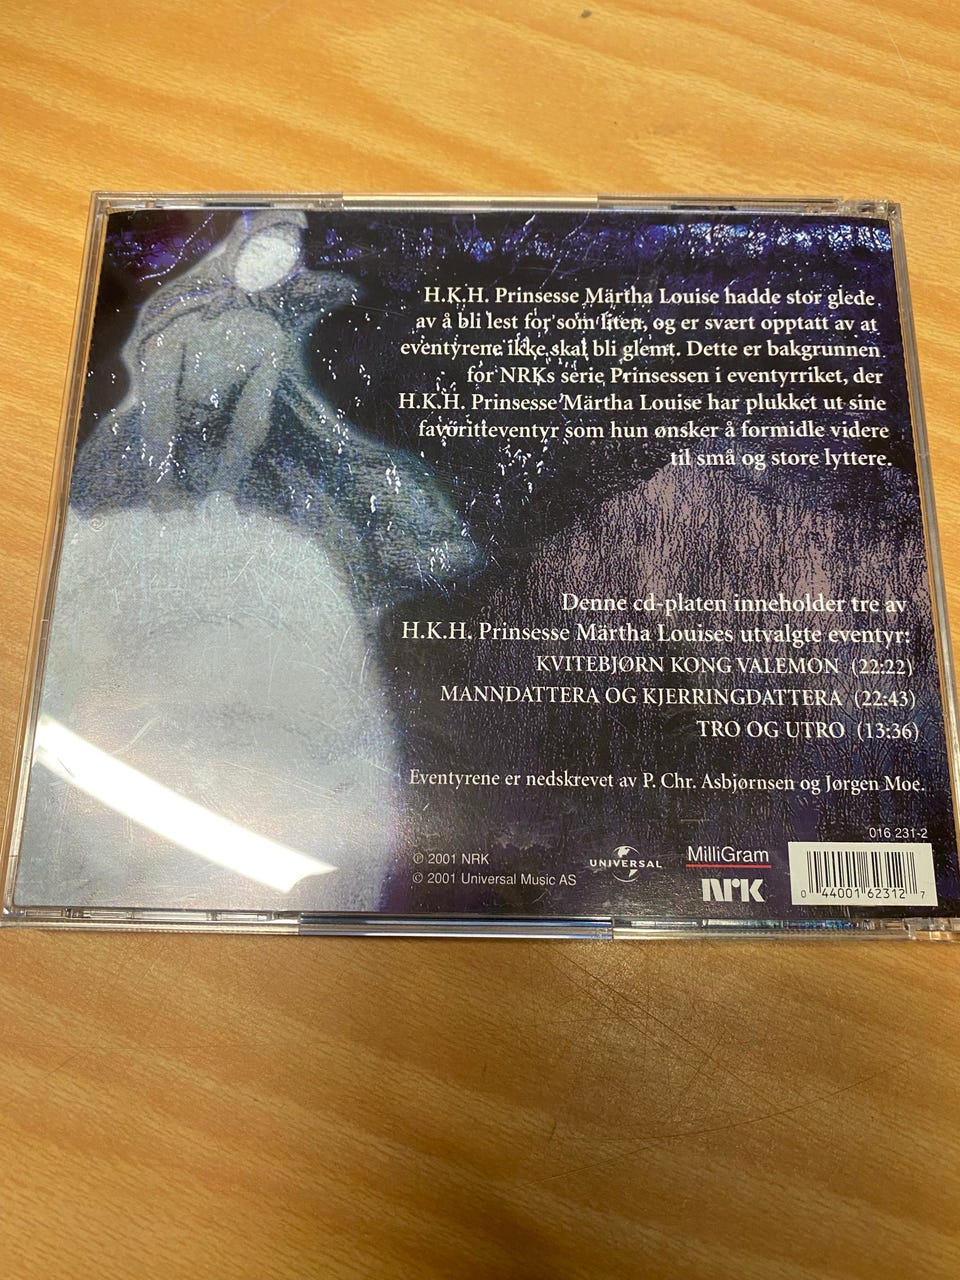 H.K.H. Prinsesse Märtha Louise hadde stor glede
av å bli lest for som liten, og er svært opptatt av at
eventyrene ikke skal bli glemt. Dette er bakgrunnen
for NRKs serie Prinsessen i eventyrriket, der
H.K.H. Prinsesse Märtha Louise har plukket ut sine
favoritteventyr som hun ønsker å formidle videre
til små og store lyttere.
Denne cd-platen inneholder tre av
H.K.H. Prinsesse Märtha Louises utvalgte eventyr:
KVITEBJØRN KONG VALEMON (22:22)
MANNDATTERA OG KJERRINGDATTERA (22:43)
TRO OG UTRO (13:36)
Eventyrene er nedskrevet av P. Chr. Asbjørnsen og Jørgen Moe.
℗ 2001 NRK
© 2001 Universal Music AS
UNIVERSAL
MilliGram
NRK
016 231-2
0 44001 62312 7